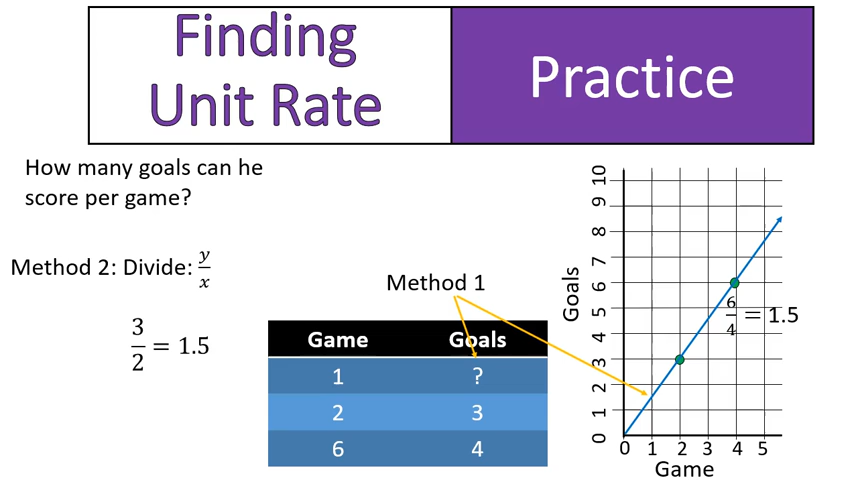 Finding
Unit Rate
Practice
How many goals can he
score per game?
Method 2: Divide: y/x
3/2 = 1.5
Method 1
Game Goals
1 ?
2 3
6 4
Goals
10
9
8
7
6
5
4
3
2
1
0
6/4 = 1.5
0 1 2 3 4 5
Game